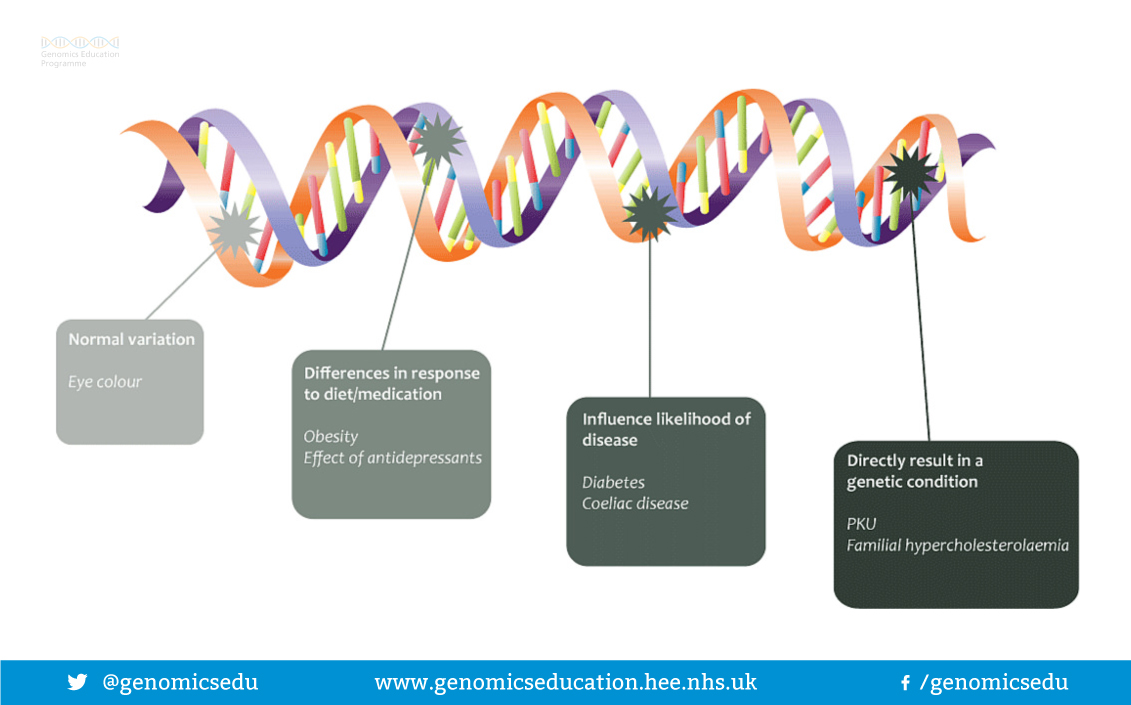 Genomics Education
Programme
Normal variation
Eye colour
Differences in response
to diet/medication
Obesity
Effect of antidepressants
Influence likelihood of
disease
Diabetes
Coeliac disease
Directly result in a
genetic condition
PKU
Familial hypercholesterolaemia
@genomicsedu
www.genomicseducation.hee.nhs.uk
/genomicsedu